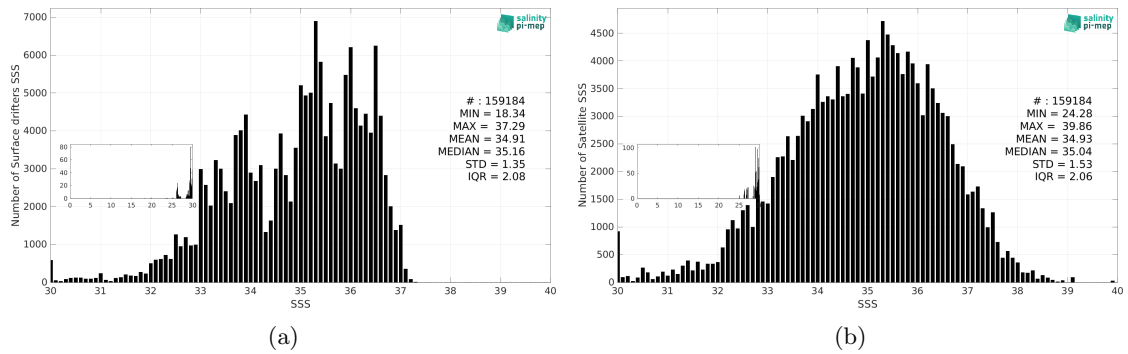 7000
6000
5000
4000
3000
2000
1000
0
Number of Surface drifters SSS
salinity
pi-mep
# : 159184
MIN = 18.34
MAX = 37.29
MEAN = 34.91
MEDIAN = 35.16
STD = 1.35
IQR = 2.08
80
60
40
20
0
0 5 10 15 20 25 30
30 31 32 33 34 35 36 37 38 39 40
SSS
(a)
4500
4000
3500
3000
2500
2000
1500
1000
500
0
Number of Satellite SSS
salinity
pi-mep
# : 159184
MIN = 24.28
MAX = 39.86
MEAN = 34.93
MEDIAN = 35.04
STD = 1.53
IQR = 2.06
100
50
0
0 5 10 15 20 25 30
30 31 32 33 34 35 36 37 38 39 40
SSS
(b)